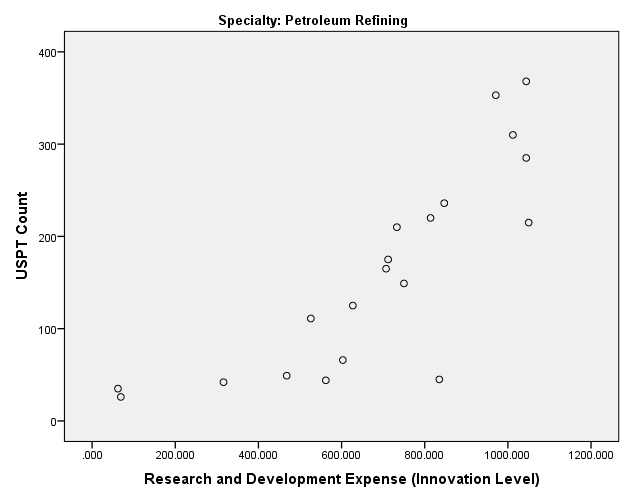 Specialty: Petroleum Refining
400
300
200
100
0
USPT Count
.000 200.000 400.000 600.000 800.000 1000.000 1200.000
Research and Development Expense (Innovation Level)